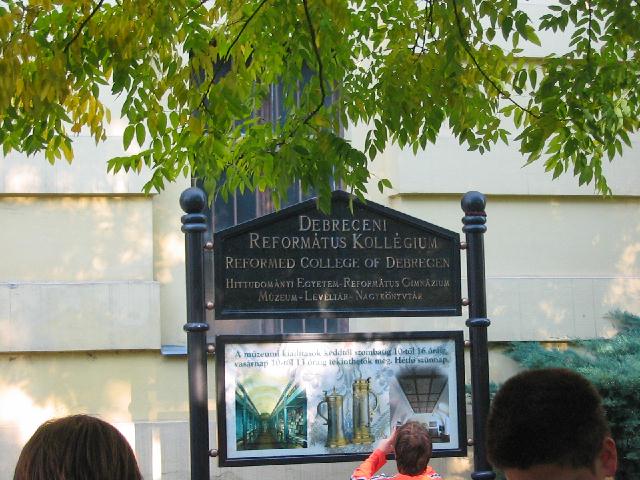 DEBRECENI
REFORMÁTUS KOLLÉGIUM
REFORMED COLLEGE OF DEBRECEN
HITTUDOMÁNYI EGYETEM-REFORMÁTUS GIMNÁZIUM
MÚZEUM-LEVÉLTÁR-NAGYKÖNYVTÁR
A múzeumi kiállítások keddtől szombatig 10-től 16 óráig,
vasárnap 10-től 13 óráig tekinthetők meg. Hétfő szünnap.